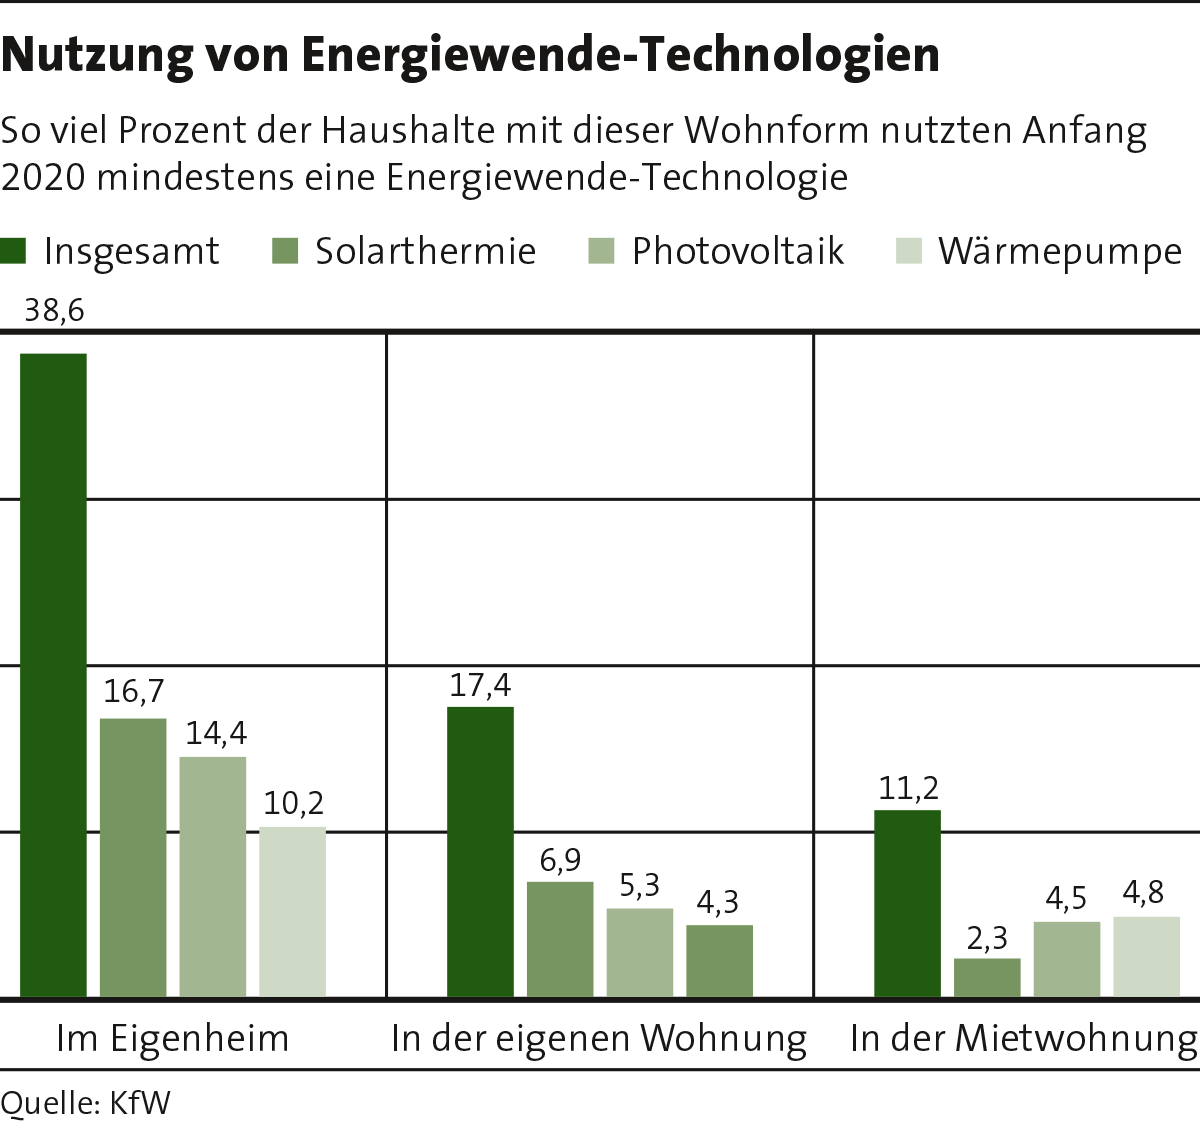 Nutzung von Energiewende-Technologien
So viel Prozent der Haushalte mit dieser Wohnform nutzten Anfang
2020 mindestens eine Energiewende-Technologie
Insgesamt Solarthermie Photovoltaik Wärmepumpe
38,6
16,7
14,4
10,2
17,4
6,9
5,3
4,3
11,2
2,3
4,5
4,8
Im Eigenheim In der eigenen Wohnung In der Mietwohnung
Quelle: KfW